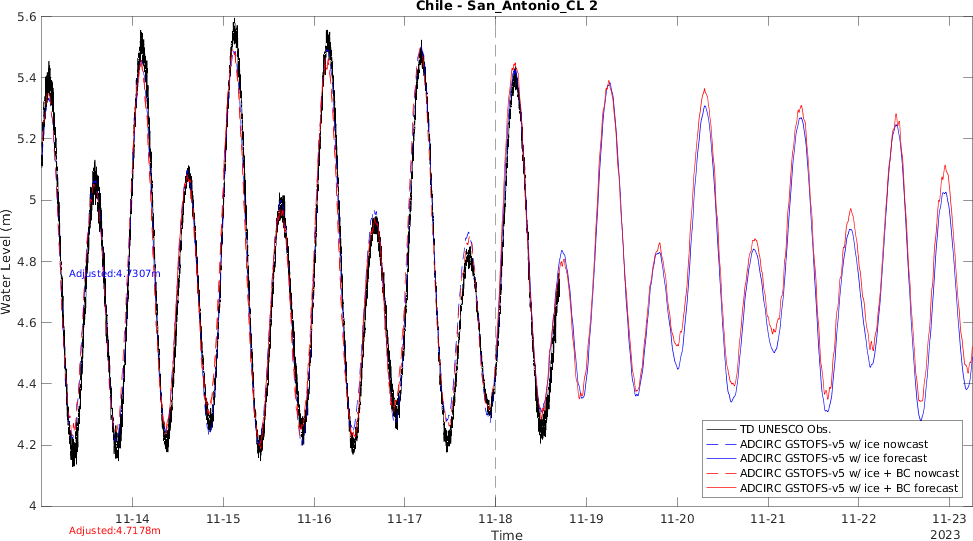 Chile - San_Antonio_CL 2
5.6
5.4
5.2
5
4.8
4.6
4.4
4.2
4
Water Level (m)
Adjusted:4.7307m
Adjusted:4.7178m
TD UNESCO Obs.
ADCIRC GSTOFS-v5 w/ ice nowcast
ADCIRC GSTOFS-v5 w/ ice forecast
ADCIRC GSTOFS-v5 w/ ice + BC nowcast
ADCIRC GSTOFS-v5 w/ ice + BC forecast
11-14 11-15 11-16 11-17 11-18 11-19 11-20 11-21 11-22 11-23
2023
Time